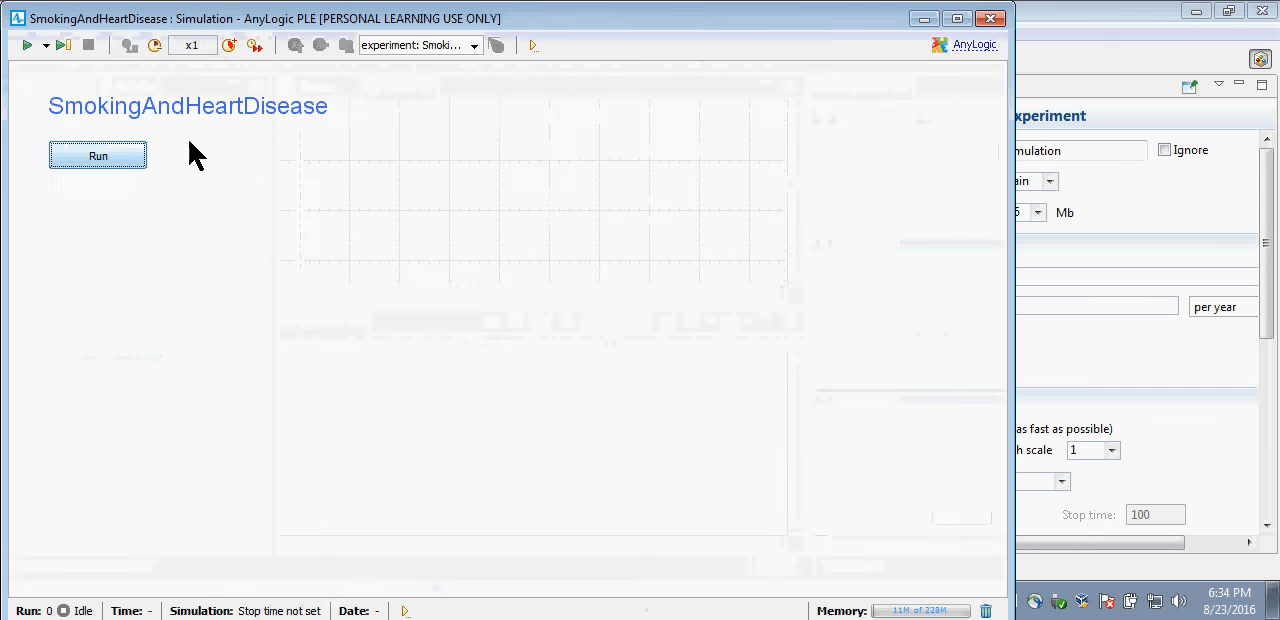 SmokingAndHeartDisease : Simulation - AnyLogic PLE [PERSONAL LEARNING USE ONLY]
x1
experiment: Smoki...
AnyLogic
SmokingAndHeartDisease
Run
xperiment
mulation
Ignore
ain
Mb
per year
as fast as possible)
h scale
1
Stop time:
100
Run: 0
Idle
Time: -
Simulation: Stop time not set
Date: -
Memory:
11M of 228M
6:34 PM
8/23/2016